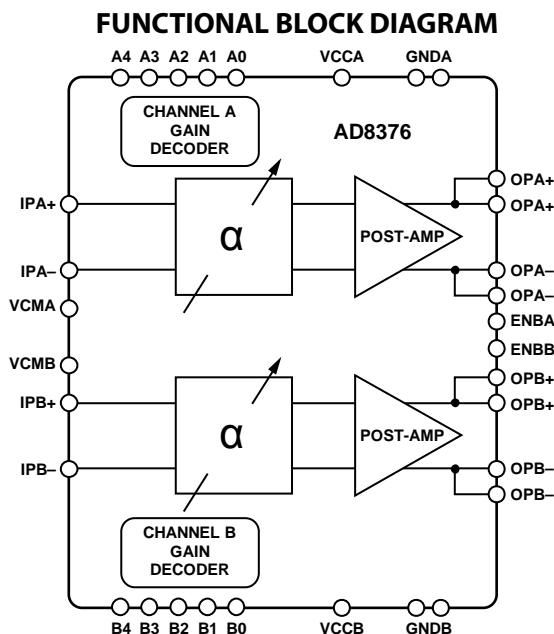 FUNCTIONAL BLOCK DIAGRAM
A4 A3 A2 A1 A0 VCCA GNDA
CHANNEL A
GAIN
DECODER
AD8376
IPA+
IPA–
VCMA
VCMB
IPB+
IPB–
α
POST-AMP
α
POST-AMP
OPA+
OPA+
OPA–
OPA–
ENBA
ENBB
OPB+
OPB+
OPB–
OPB–
CHANNEL B
GAIN
DECODER
B4 B3 B2 B1 B0 VCCB GNDB